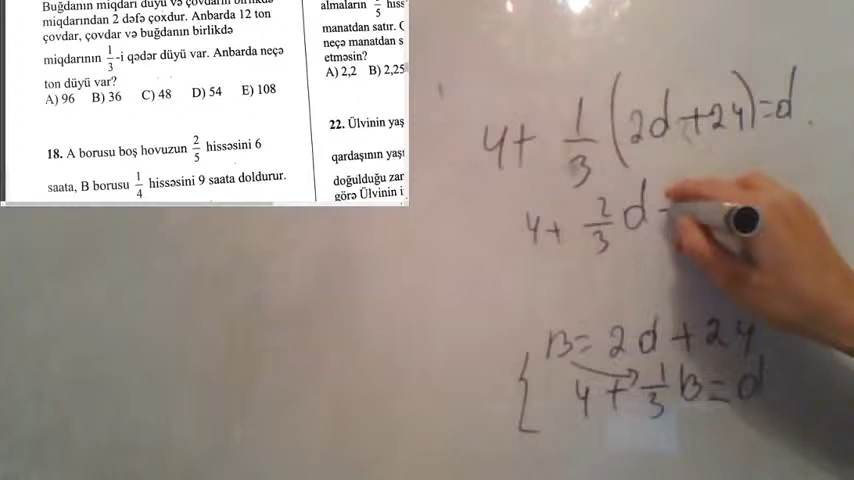 Buğdanın miqdarı düyü və çovdarın birlikdə
miqdarından 2 dəfə çoxdur. Anbarda 12 ton
çovdar, çovdar və buğdanın birlikdə
miqdarının 1/3-i qədər düyü var. Anbarda neçə
ton düyü var?
A) 96 B) 36 C) 48 D) 54 E) 108
18. A borusu boş hovuzun 2/5 hissəsini 6
saata, B borusu 1/4 hissəsini 9 saata doldurur.
almaların 1/5 hiss
manatdan satır.
neçə manatdan s
etməsin?
A) 2,2 B) 2,25
22. Ülvinin yaş
qardaşının yaşı
doğulduğu zar
görə Ülvinin i
4+ 1/3 (2d+24)=d
4+ 2/3 d
B=2d+24
4+1/3B=d